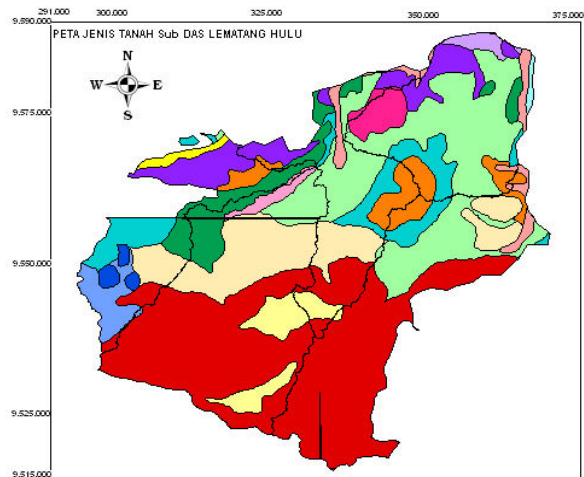 291.000 300.000 325.000 350.000 375.000
9.590.000
PETA JENIS TANAH Sub DAS LEMATANG HULU
N
W E
S
9.575.000
9.550.000
9.525.000
9.515.000